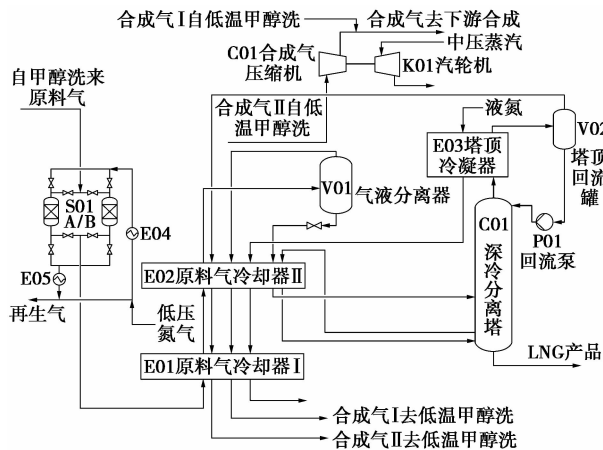 合成气Ⅰ自低温甲醇洗
合成气去下游合成
C01合成气
压缩机
中压蒸汽
K01汽轮机
自甲醇洗来
原料气
合成气Ⅱ自低
温甲醇洗
液氮
V02
塔顶
回流
罐
E03塔顶
冷凝器
V01
气液分离器
S01
A/B
E04
E05
C01
深冷分离塔
P01
回流泵
E02原料气冷却器Ⅱ
再生气
低压
氮气
E01原料气冷却器Ⅰ
LNG产品
合成气Ⅰ去低温甲醇洗
合成气Ⅱ去低温甲醇洗